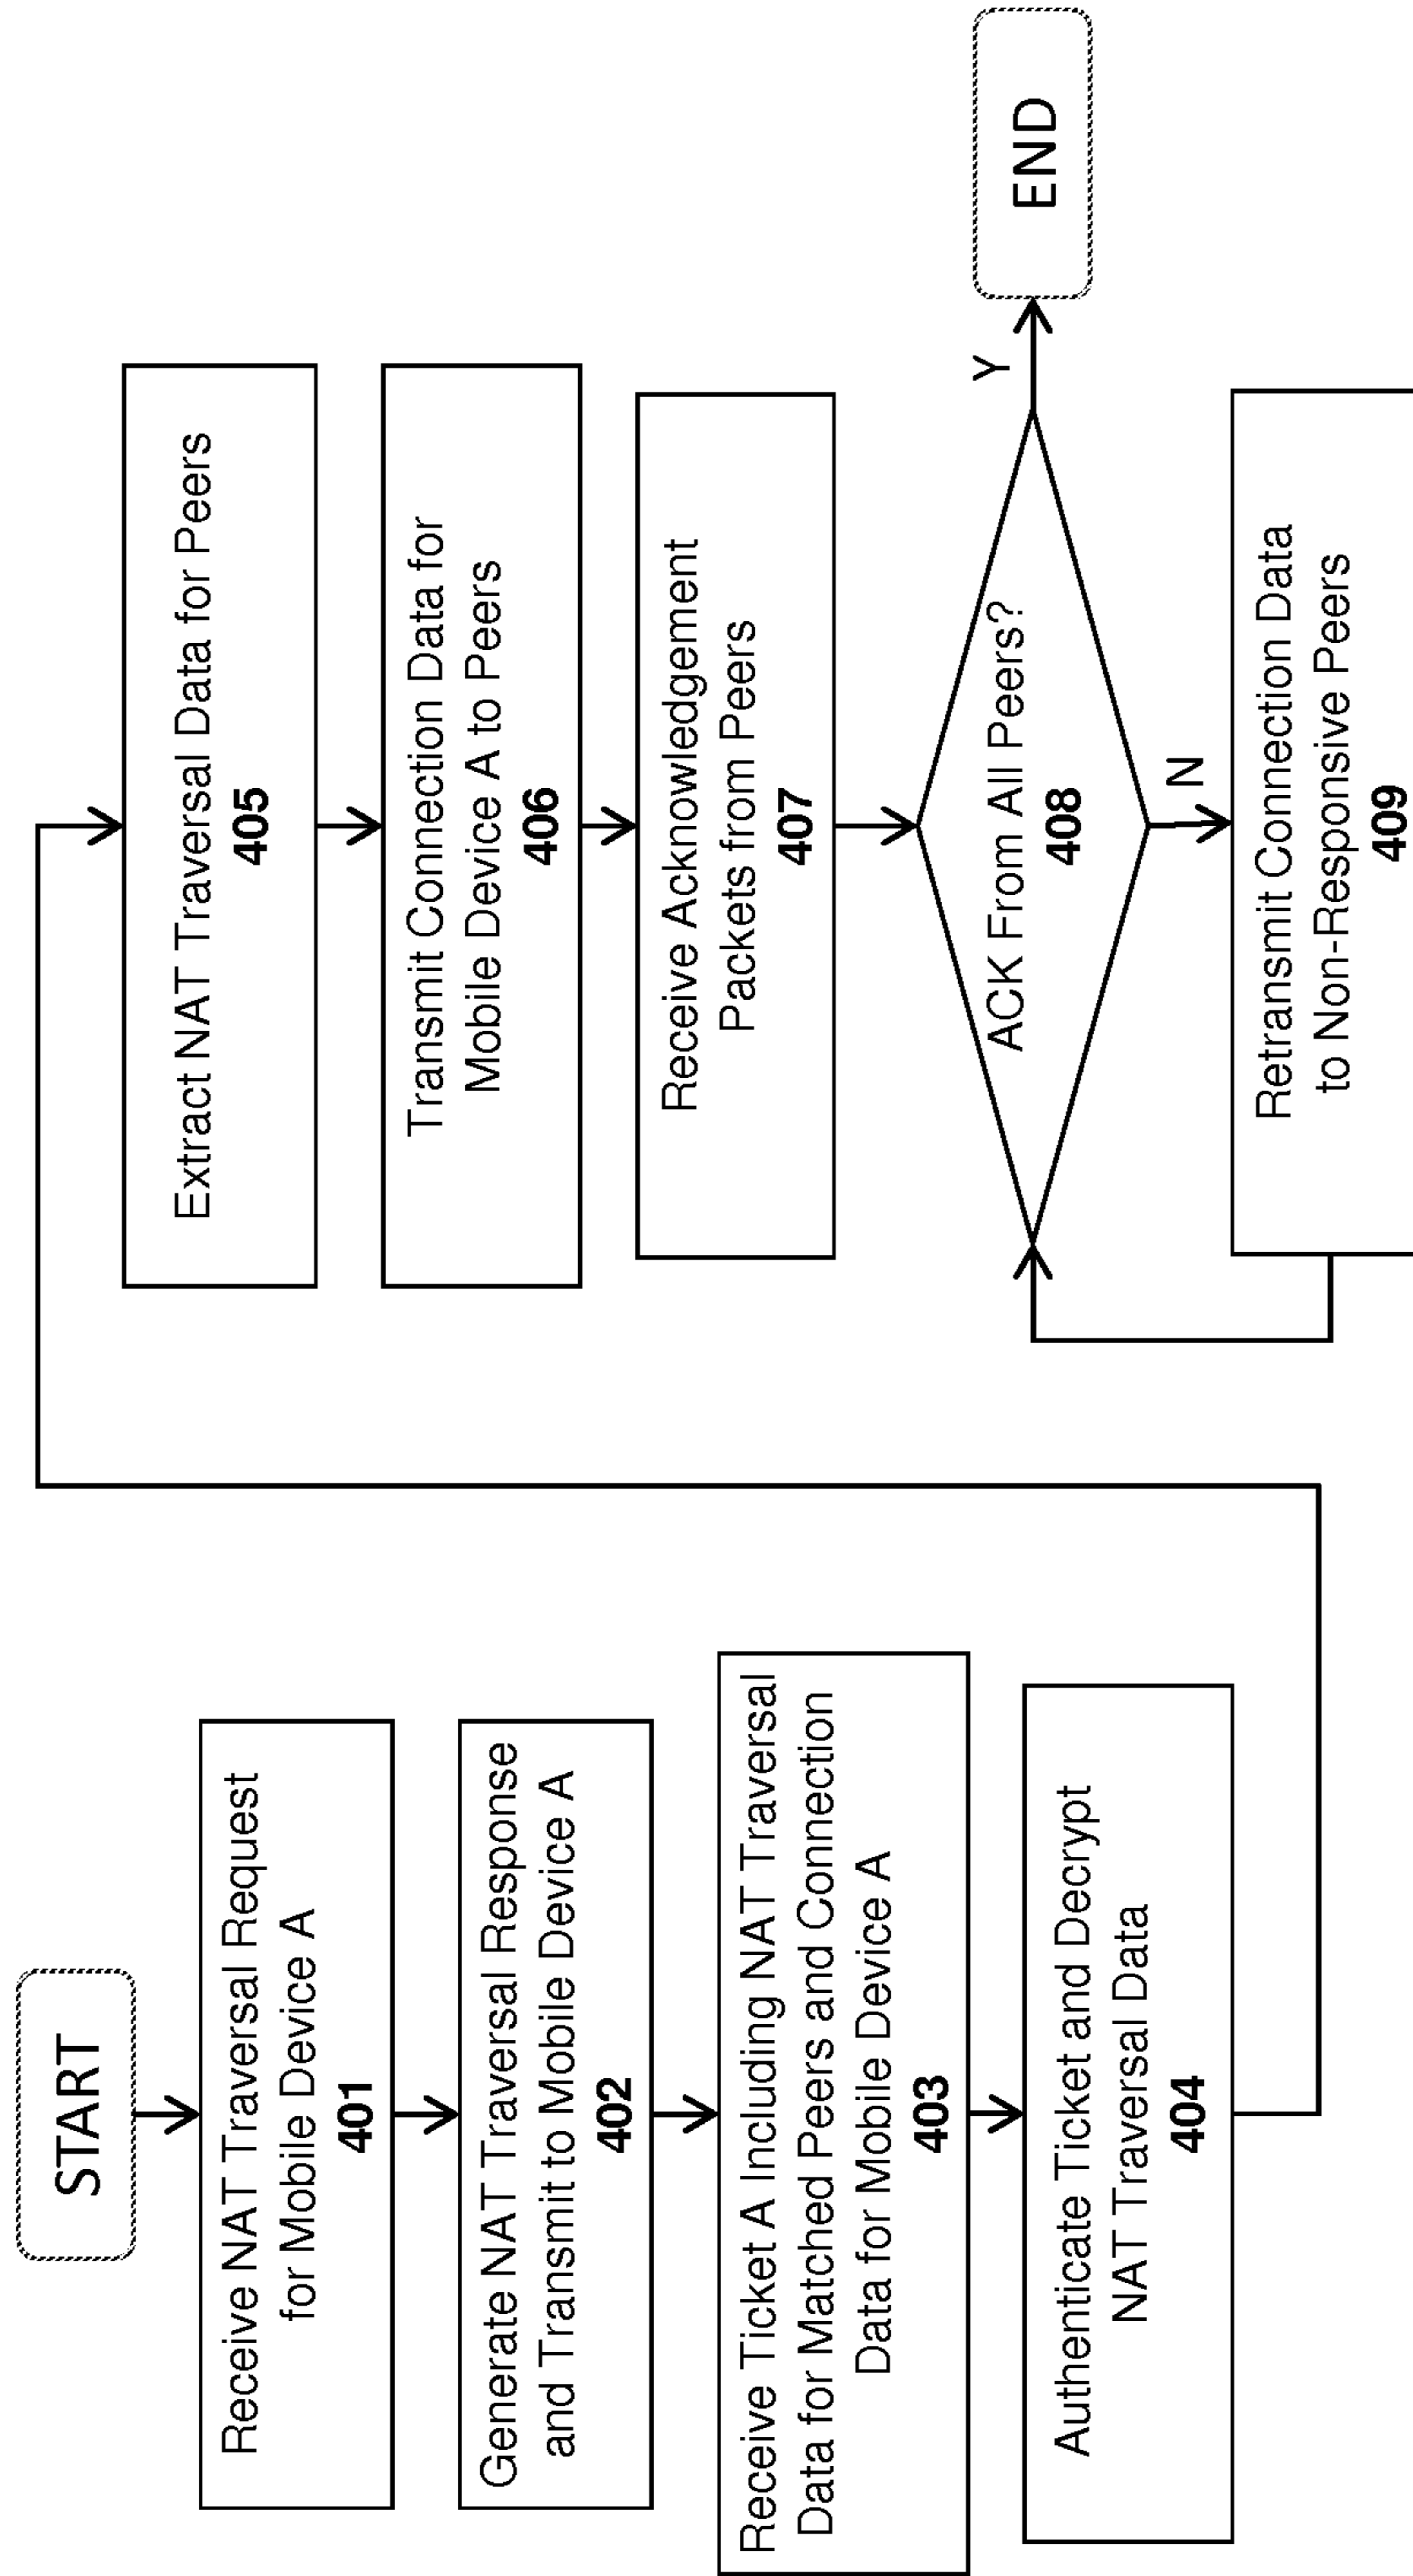 START
Receive NAT Traversal Request
for Mobile Device A
401
Generate NAT Traversal Response
and Transmit to Mobile Device A
402
Receive Ticket A Including NAT Traversal
Data for Matched Peers and Connection
Data for Mobile Device A
403
Authenticate Ticket and Decrypt
NAT Traversal Data
404
Extract NAT Traversal Data for Peers
405
Transmit Connection Data for
Mobile Device A to Peers
406
Receive Acknowledgement
Packets from Peers
407
ACK From All Peers?
408
Y
END
N
Retransmit Connection Data
to Non-Responsive Peers
409